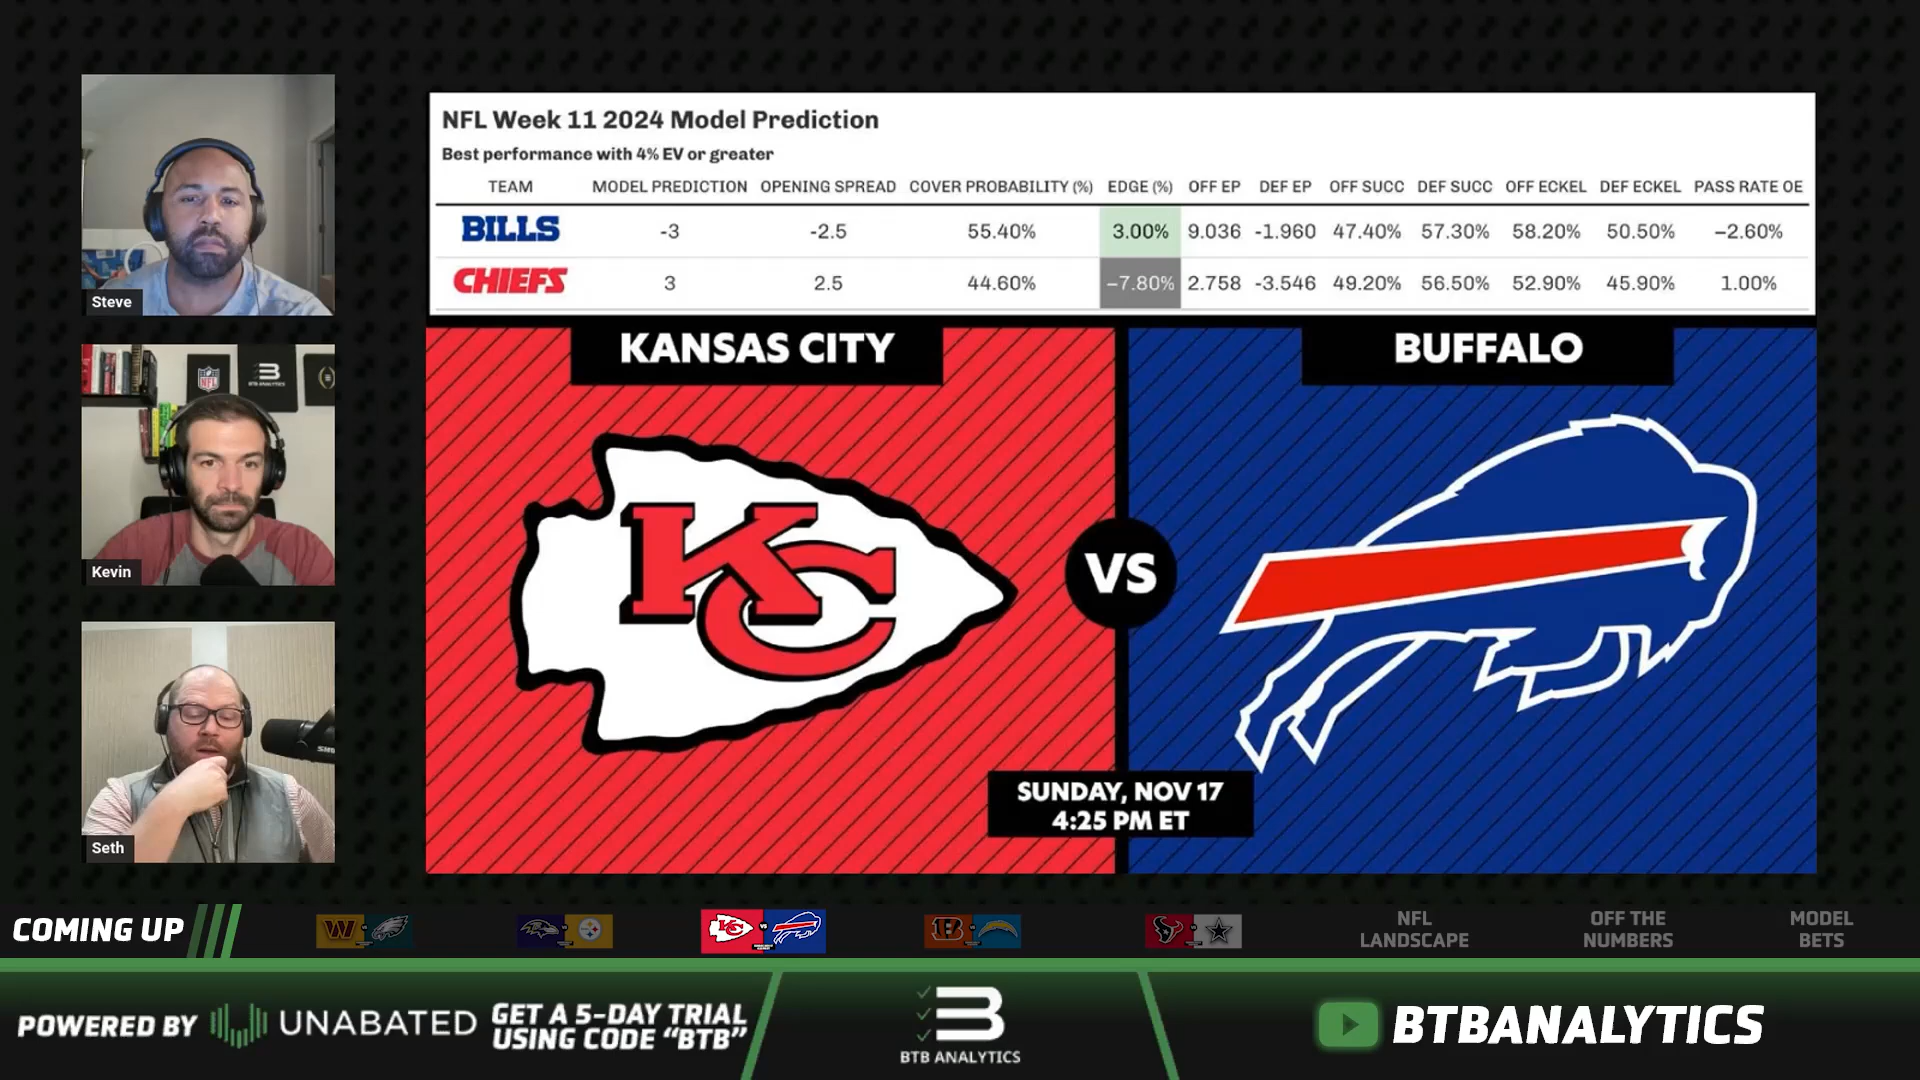 NFL Week 11 2024 Model Prediction
Best performance with 4% EV or greater
TEAM MODEL PREDICTION OPENING SPREAD COVER PROBABILITY (%) EDGE (%) OFF EP DEF EP OFF SUCC DEF SUCC OFF ECKEL DEF ECKEL PASS RATE OE
BILLS -3 -2.5 55.40% 3.00% 9.036 -1.960 47.40% 57.30% 58.20% 50.50% −2.60%
CHIEFS 3 2.5 44.60% −7.80% 2.758 -3.546 49.20% 56.50% 52.90% 45.90% 1.00%
KANSAS CITY
BUFFALO
KC
VS
SUNDAY, NOV 17
4:25 PM ET
Steve
NFL
BTB ANALYTICS
Kevin
Seth
COMING UP
NFL
LANDSCAPE
OFF THE
NUMBERS
MODEL
BETS
POWERED BY UNABATED
GET A 5-DAY TRIAL
USING CODE “BTB”
BTB ANALYTICS
BTBANALYTICS